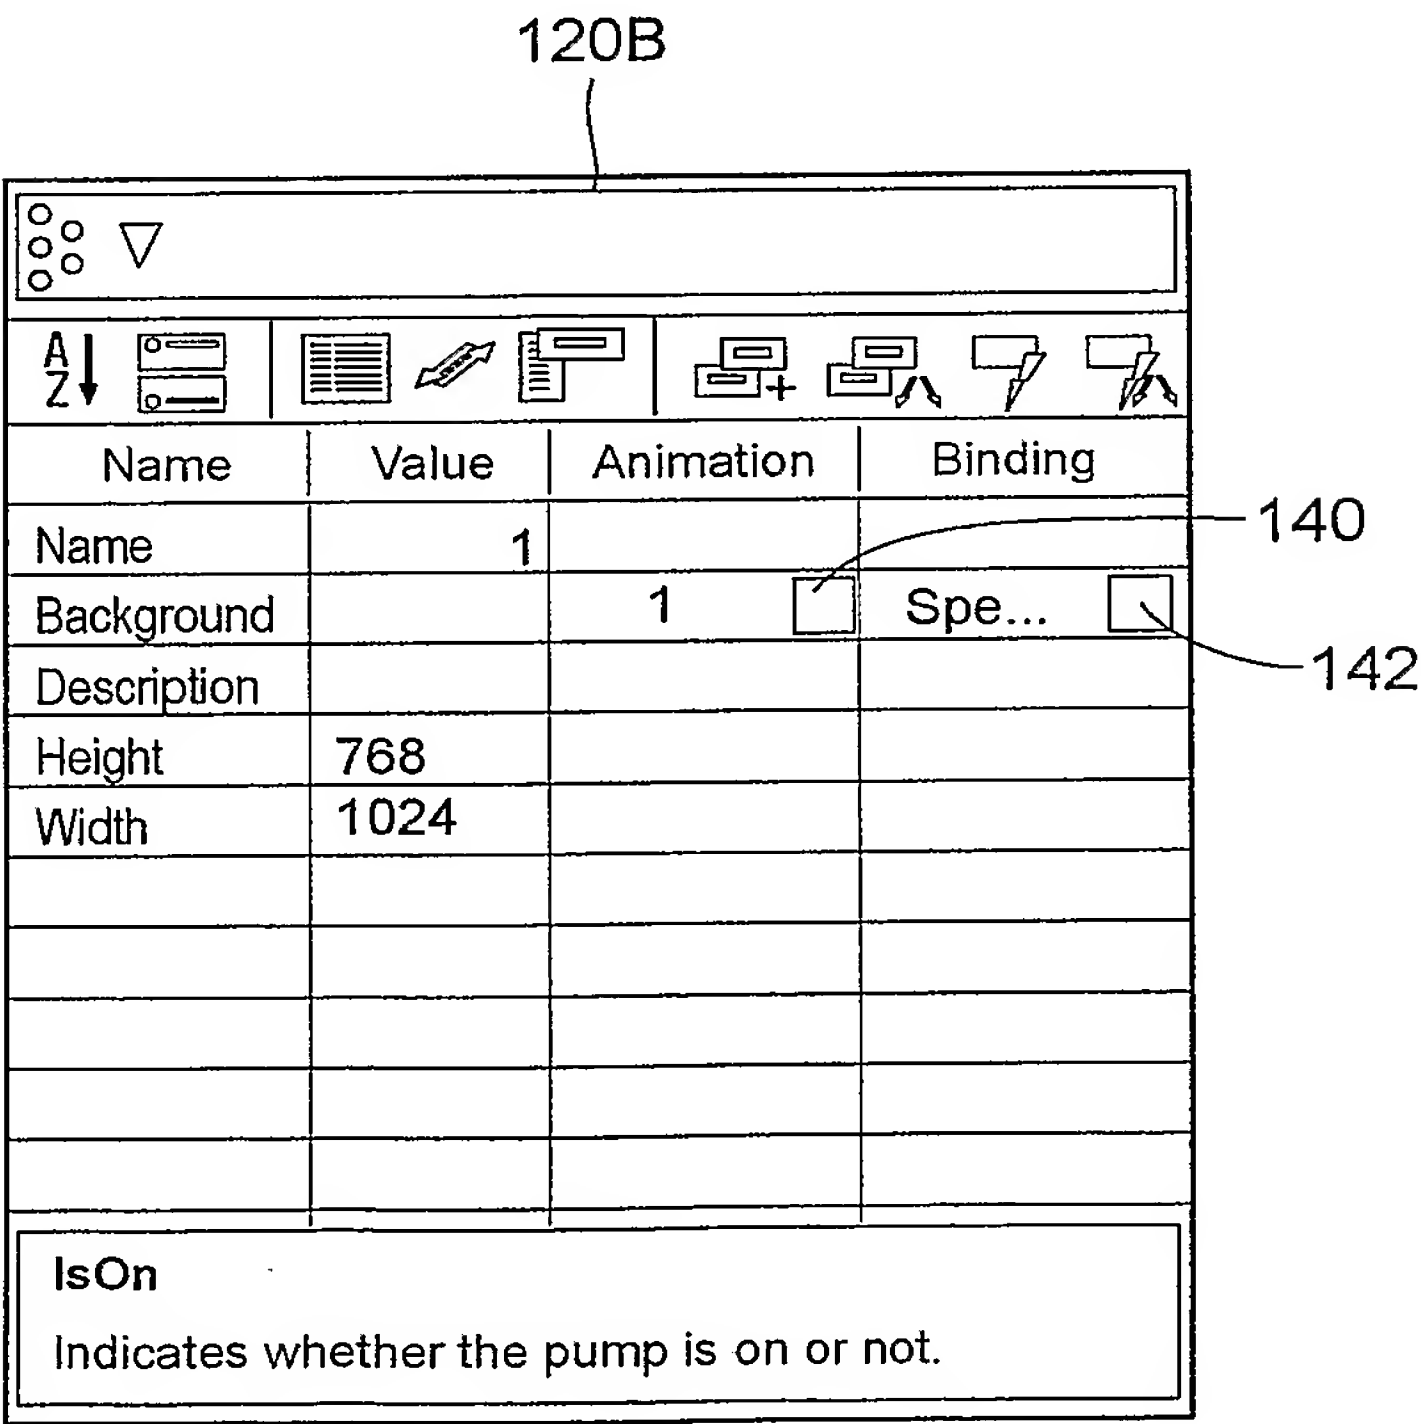 120B
A
Z
Name Value Animation Binding
Name 1
140
Background 1 Spe...
142
Description
Height 768
Width 1024
IsOn
Indicates whether the pump is on or not.